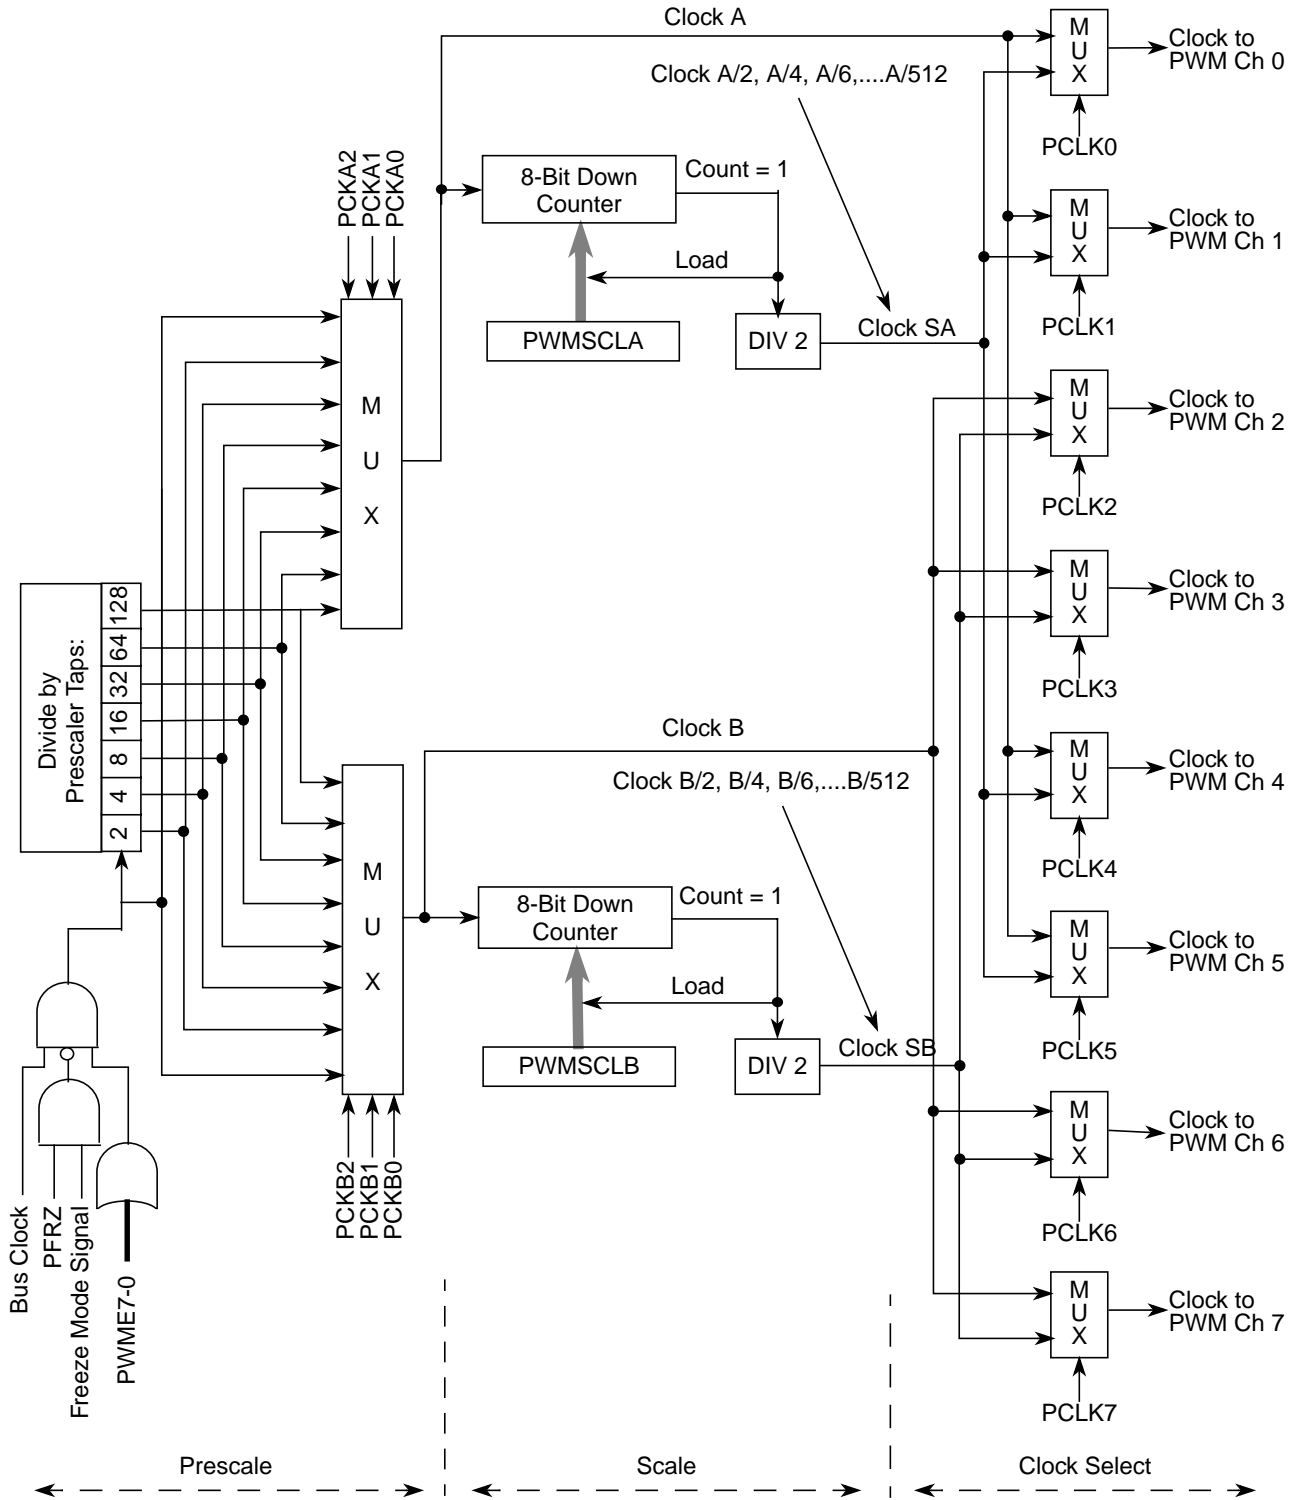 Clock A
Clock A/2, A/4, A/6,....A/512
M
U
X
Clock to
PWM Ch 0
PCLK0
PCKA2
PCKA1
PCKA0
8-Bit Down
Counter
Count = 1
Load
PWMSCLA
DIV 2
Clock SA
M
U
X
Clock to
PWM Ch 1
PCLK1
M
U
X
M
U
X
Clock to
PWM Ch 2
PCLK2
M
U
X
Clock to
PWM Ch 3
PCLK3
Divide by
Prescaler Taps:
128
64
32
16
8
4
2
Clock B
Clock B/2, B/4, B/6,....B/512
M
U
X
Clock to
PWM Ch 4
PCLK4
M
U
X
8-Bit Down
Counter
Count = 1
Load
PWMSCLB
DIV 2
Clock SB
M
U
X
Clock to
PWM Ch 5
PCLK5
PCKB2
PCKB1
PCKB0
M
U
X
Clock to
PWM Ch 6
PCLK6
Bus Clock
PFRZ
Freeze Mode Signal
PWME7-0
M
U
X
Clock to
PWM Ch 7
PCLK7
Prescale
Scale
Clock Select